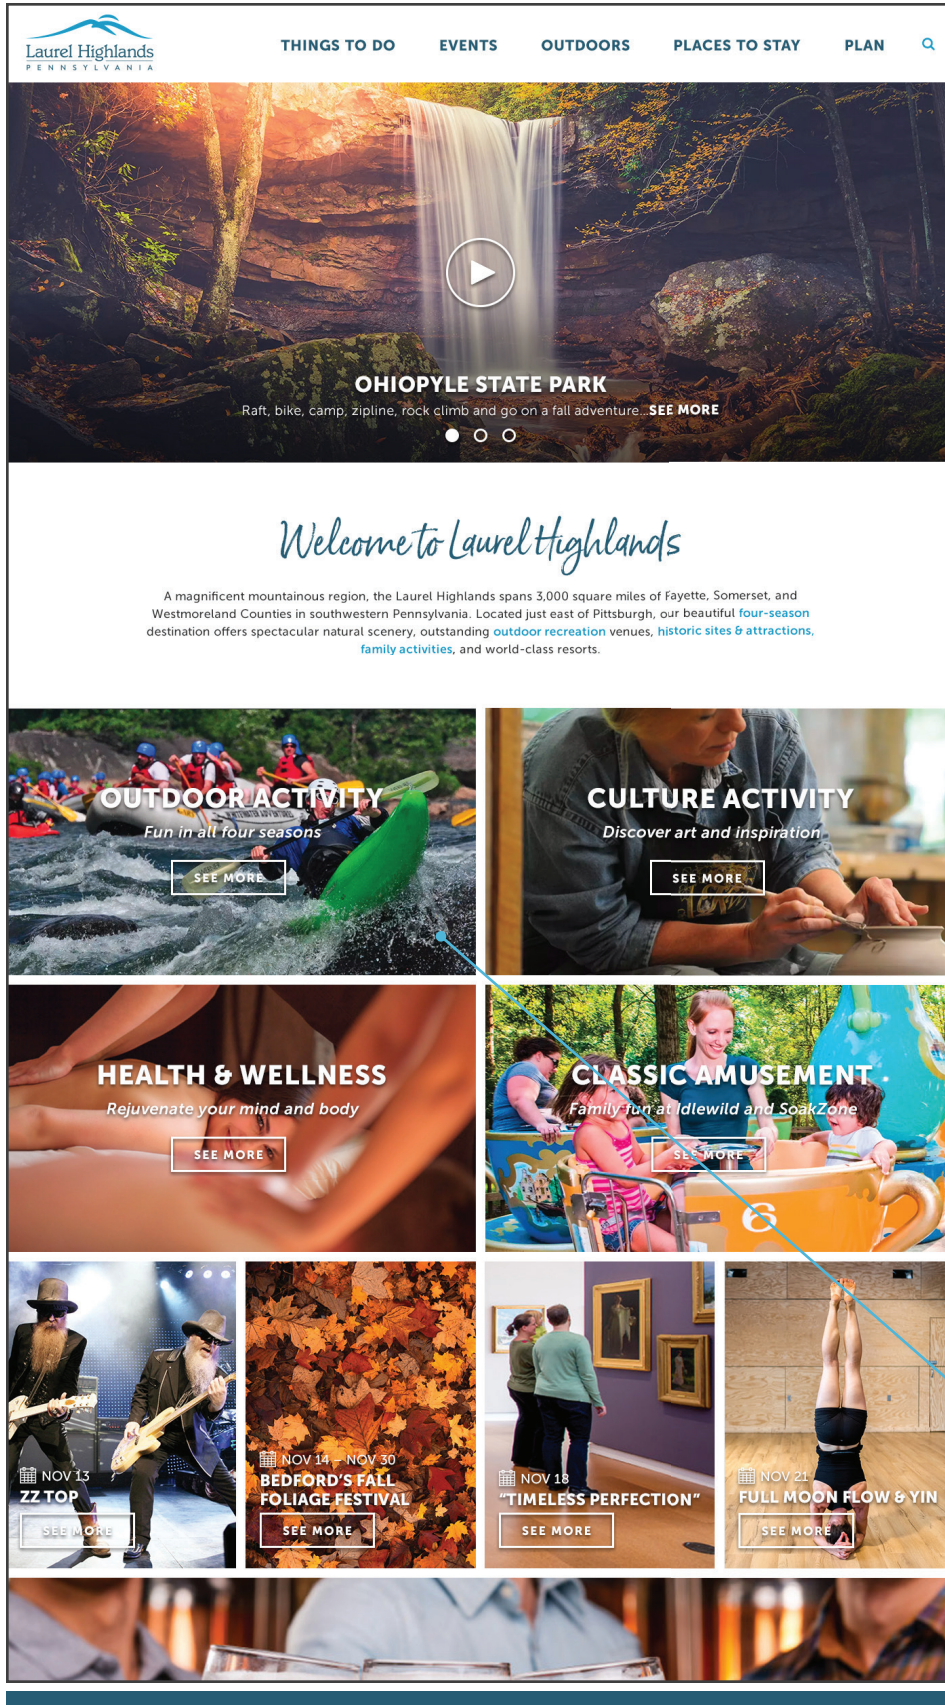 Laurel Highlands
PENNSYLVANIA
THINGS TO DO
EVENTS
OUTDOORS
PLACES TO STAY
PLAN
OHIOPYLE STATE PARK
Raft, bike, camp, zipline, rock climb and go on a fall adventure...SEE MORE
Welcome to Laurel Highlands
A magnificent mountainous region, the Laurel Highlands spans 3,000 square miles of Fayette, Somerset, and
Westmoreland Counties in southwestern Pennsylvania. Located just east of Pittsburgh, our beautiful four-season
destination offers spectacular natural scenery, outstanding outdoor recreation venues, historic sites & attractions,
family activities, and world-class resorts.
OUTDOOR ACTIVITY
Fun in all four seasons
SEE MORE
CULTURE ACTIVITY
Discover art and inspiration
SEE MORE
HEALTH & WELLNESS
Rejuvenate your mind and body
SEE MORE
CLASSIC AMUSEMENT
Family fun at Idlewild and SoakZone
SEE MORE
6
NOV 13
ZZ TOP
SEE MORE
NOV 14 – NOV 30
BEDFORD'S FALL
FOLIAGE FESTIVAL
SEE MORE
NOV 18
“TIMELESS PERFECTION”
SEE MORE
NOV 21
FULL MOON FLOW & YIN
SEE MORE